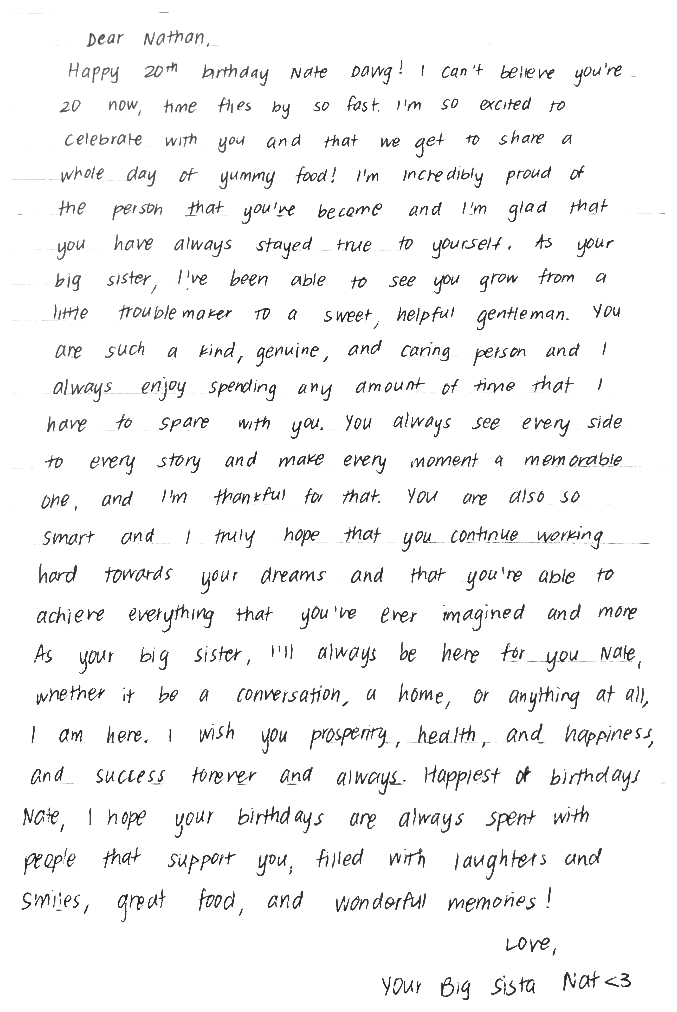 Dear Nathan,
Happy 20th birthday Nate Dawg! I can't believe you're
20 now, time flies by so fast. I'm so excited to
celebrate with you and that we get to share a
whole day of yummy food! I'm incredibly proud of
the person that you've become and I'm glad that
you have always stayed true to yourself. As your
big sister, I've been able to see you grow from a
little troublemaker to a sweet, helpful gentleman. You
are such a kind, genuine, and caring person and I
always enjoy spending any amount of time that I
have to spare with you. You always see every side
to every story and make every moment a memorable
one, and I'm thankful for that. You are also so
smart and I truly hope that you continue working
hard towards your dreams and that you're able to
achieve everything that you've ever imagined and more
As your big sister, I'll always be here for you Nate,
whether it be a conversation, a home, or anything at all,
I am here. I wish you prosperity, health, and happiness,
and success forever and always. Happiest of birthdays
Nate, I hope your birthdays are always spent with
people that support you, filled with laughters and
smiles, great food, and wonderful memories!
Love,
Your Big Sista Nat <3